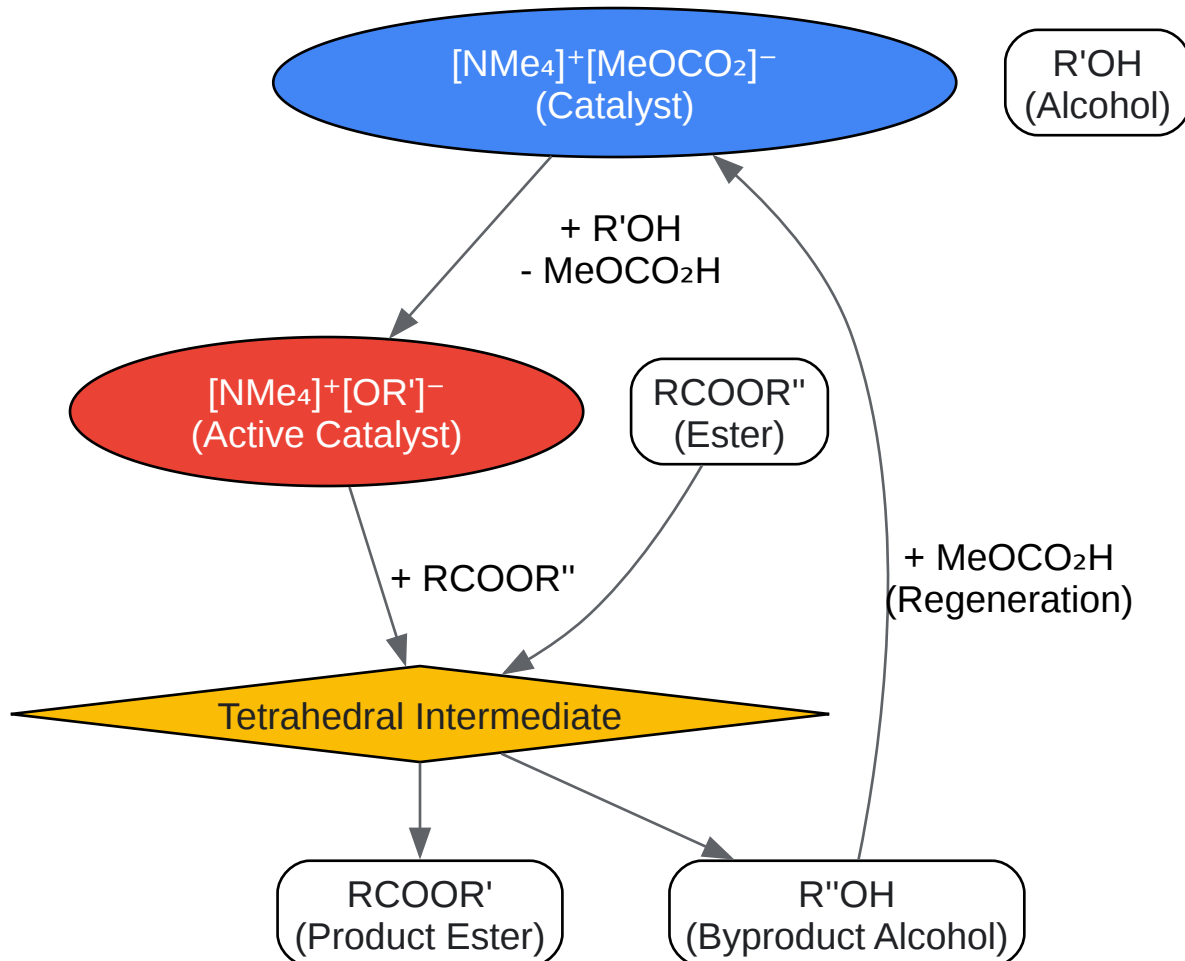 [NMe₄]⁺[MeOCO₂]⁻
(Catalyst)
R'OH
(Alcohol)
+ R'OH
- MeOCO₂H
[NMe₄]⁺[OR']⁻
(Active Catalyst)
RCOOR"
(Ester)
+ RCOOR"
+ MeOCO₂H
(Regeneration)
Tetrahedral Intermediate
RCOOR'
(Product Ester)
R"OH
(Byproduct Alcohol)